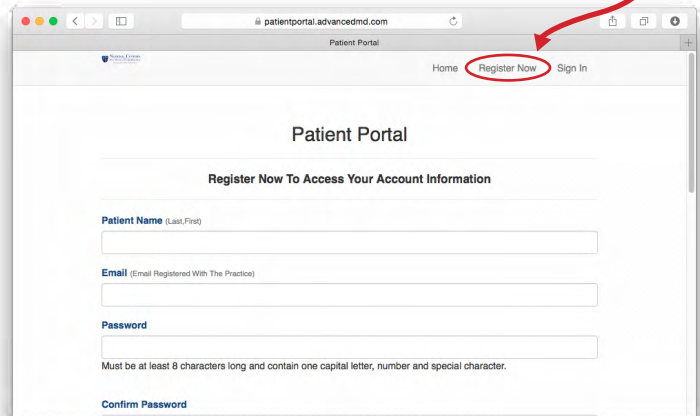 patientportal.advancedmd.com
Patient Portal
Home Register Now Sign In
Patient Portal
Register Now To Access Your Account Information
Patient Name (Last,First)
Email (Email Registered With The Practice)
Password
Must be at least 8 characters long and contain one capital letter, number and special character.
Confirm Password